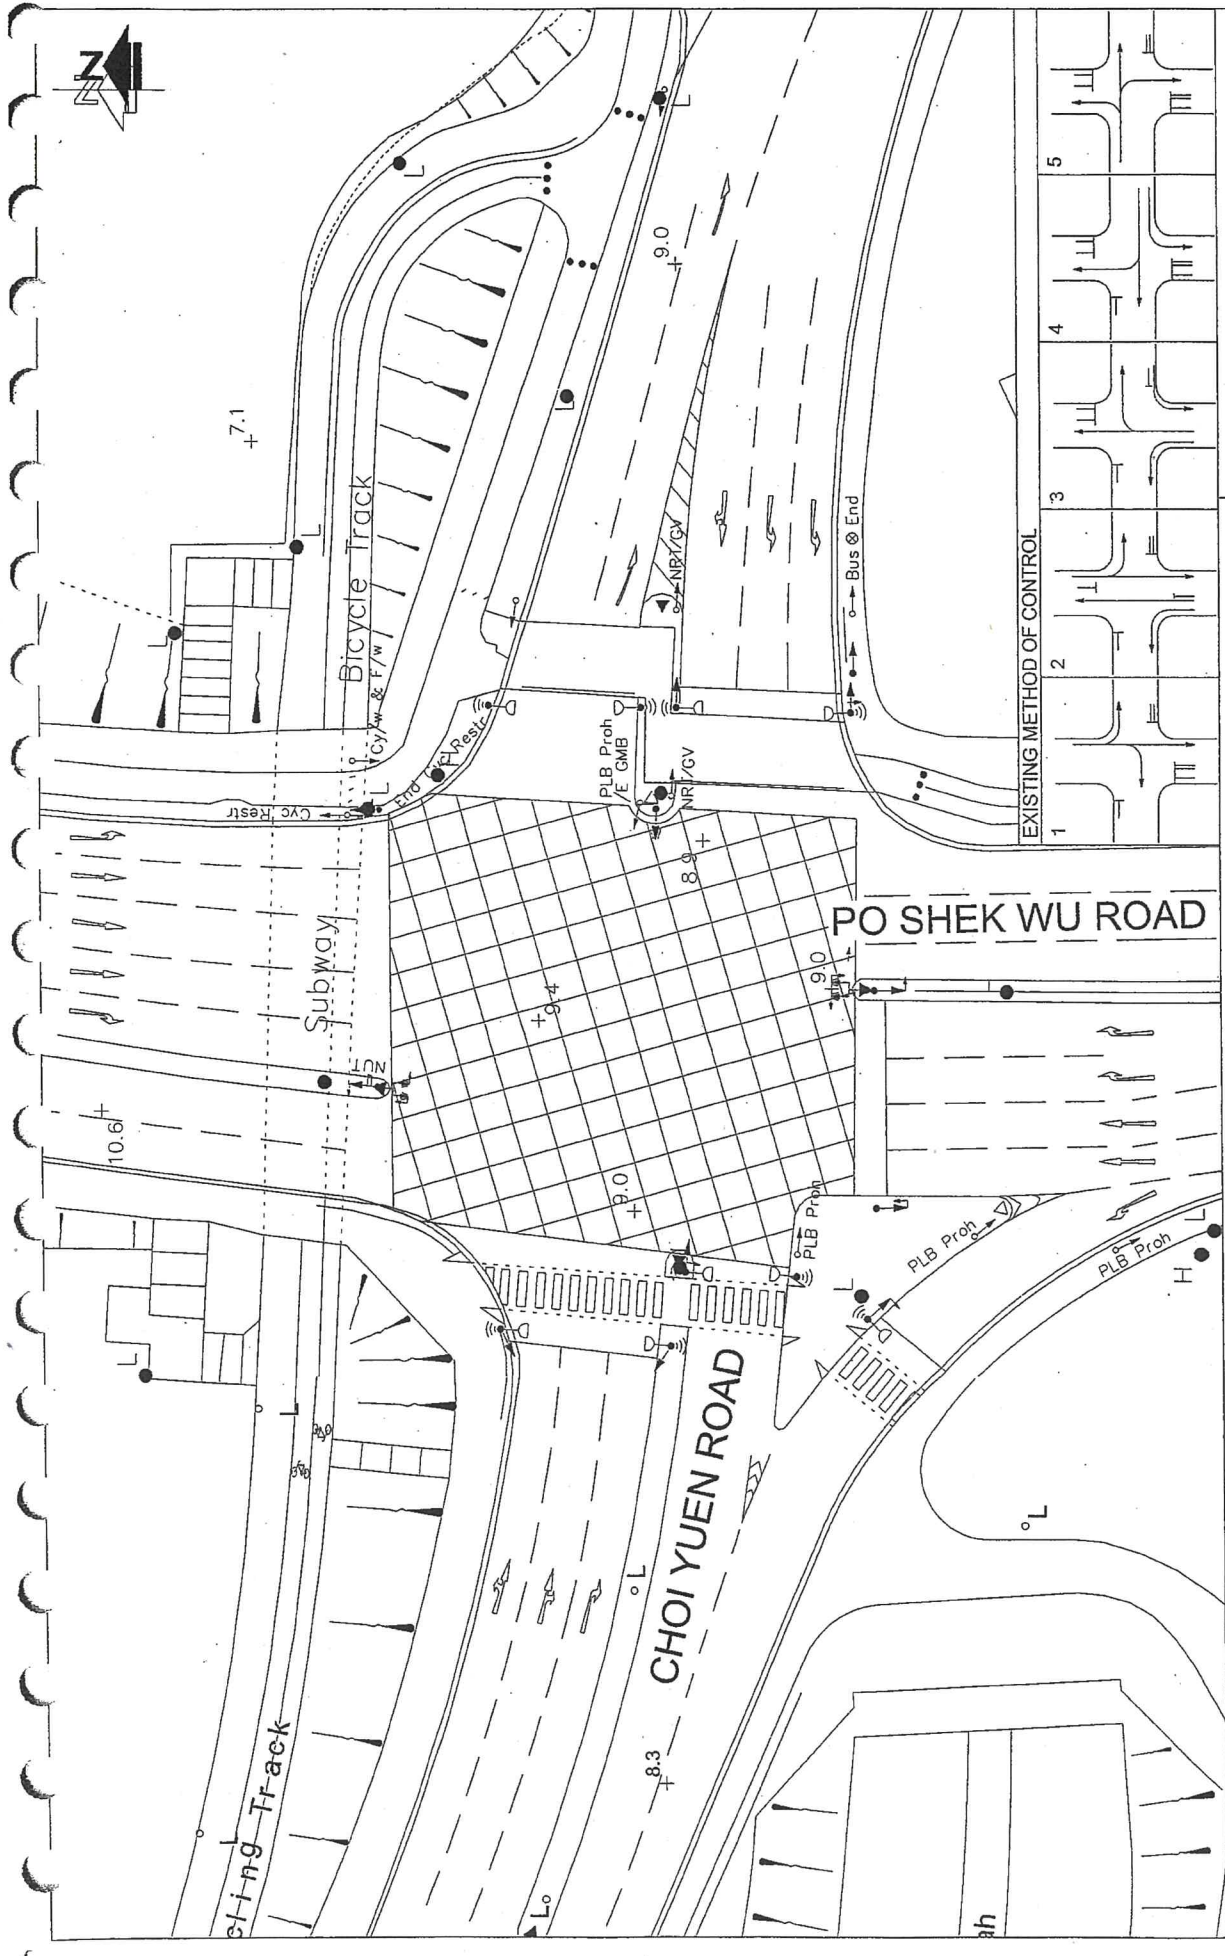 N
7.1
Bicycle Track
Cy/w & F/w
Cyc Restr
End Cyc Restr
Subway
10.6
NUT
9.0
NRT/GV
PLB Proh
E GMB
NRT/GV
Bus ⊗ End
8.9
9.4
9.0
9.0
PO SHEK WU ROAD
EXISTING METHOD OF CONTROL
1
2
3
4
5
PLB Proh
PLB Proh
PLB Proh
H
L
L
L
L
L
L
L
L
L
L
L
L
L
L
CHOI YUEN ROAD
8.3
cling Track
ah